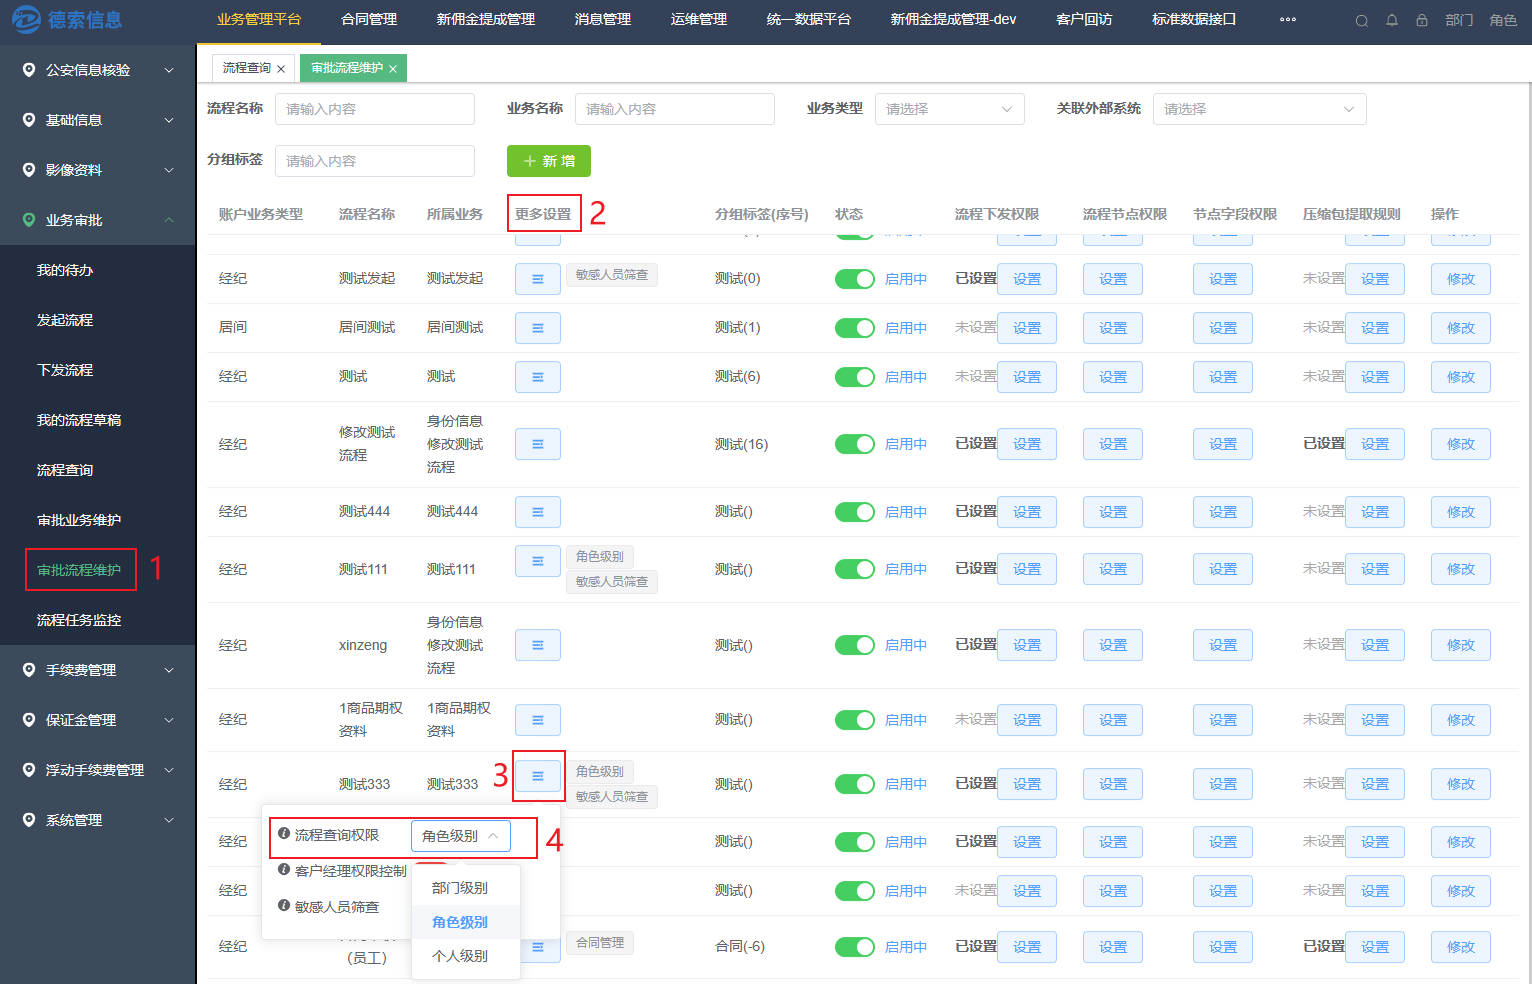 德索信息
业务管理平台 合同管理 新佣金提成管理 消息管理 运维管理 统一数据平台 新佣金提成管理-dev 客户回访 标准数据接口 部门 角色
公安信息核验
基础信息
影像资料
业务审批
我的待办
发起流程
下发流程
我的流程草稿
流程查询
审批业务维护
审批流程维护 1
流程任务监控
手续费管理
保证金管理
浮动手续费管理
系统管理
流程查询 审批流程维护
流程名称 请输入内容 业务名称 请输入内容 业务类型 请选择 关联外部系统 请选择
分组标签 请输入内容 新 增
账户业务类型 流程名称 所属业务 更多设置 2 分组标签(序号) 状态 流程下发权限 流程节点权限 节点字段权限 压缩包提取规则 操作
经纪 测试发起 测试发起 敏感人员筛查 测试(0) 启用中 已设置 设置 设置 设置 未设置 设置 修改
居间 居间测试 居间测试 测试(1) 启用中 未设置 设置 设置 设置 未设置 设置 修改
经纪 测试 测试 测试(6) 启用中 未设置 设置 设置 设置 未设置 设置 修改
经纪 修改测试流程 身份信息修改测试流程 测试(16) 启用中 已设置 设置 设置 设置 已设置 设置 修改
经纪 测试444 测试444 测试() 启用中 已设置 设置 设置 设置 未设置 设置 修改
经纪 测试111 测试111 角色级别 敏感人员筛查 测试() 启用中 已设置 设置 设置 设置 未设置 设置 修改
经纪 xinzeng 身份信息修改测试流程 测试() 启用中 已设置 设置 设置 设置 未设置 设置 修改
经纪 1商品期权资料 1商品期权资料 测试() 启用中 未设置 设置 设置 设置 未设置 设置 修改
经纪 测试333 测试333 3 角色级别 敏感人员筛查 测试() 启用中 已设置 设置 设置 设置 未设置 设置 修改
经纪 测试() 启用中 已设置 设置 设置 设置 未设置 设置 修改
经纪 测试() 启用中 未设置 设置 设置 设置 未设置 设置 修改
经纪 （员工） 合同管理 合同(-6) 启用中 已设置 设置 设置 设置 已设置 设置 修改
流程查询权限 角色级别 4
客户经理权限控制
敏感人员筛查
部门级别
角色级别
个人级别